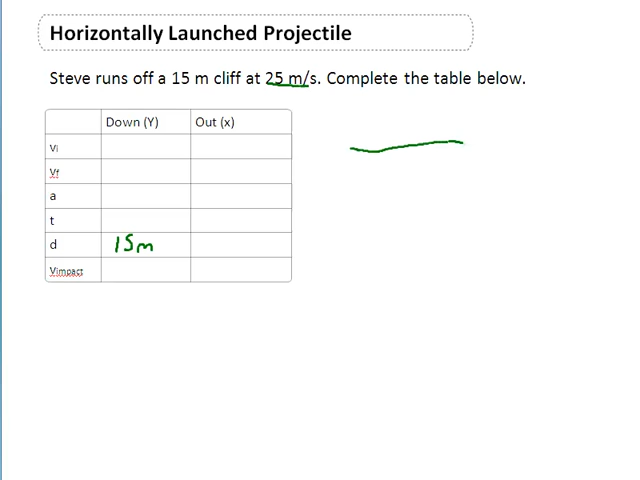 Horizontally Launched Projectile
Steve runs off a 15 m cliff at 25 m/s. Complete the table below.
Down (Y) Out (x)
Vi
Vf
a
t
d 15m
Vimpact